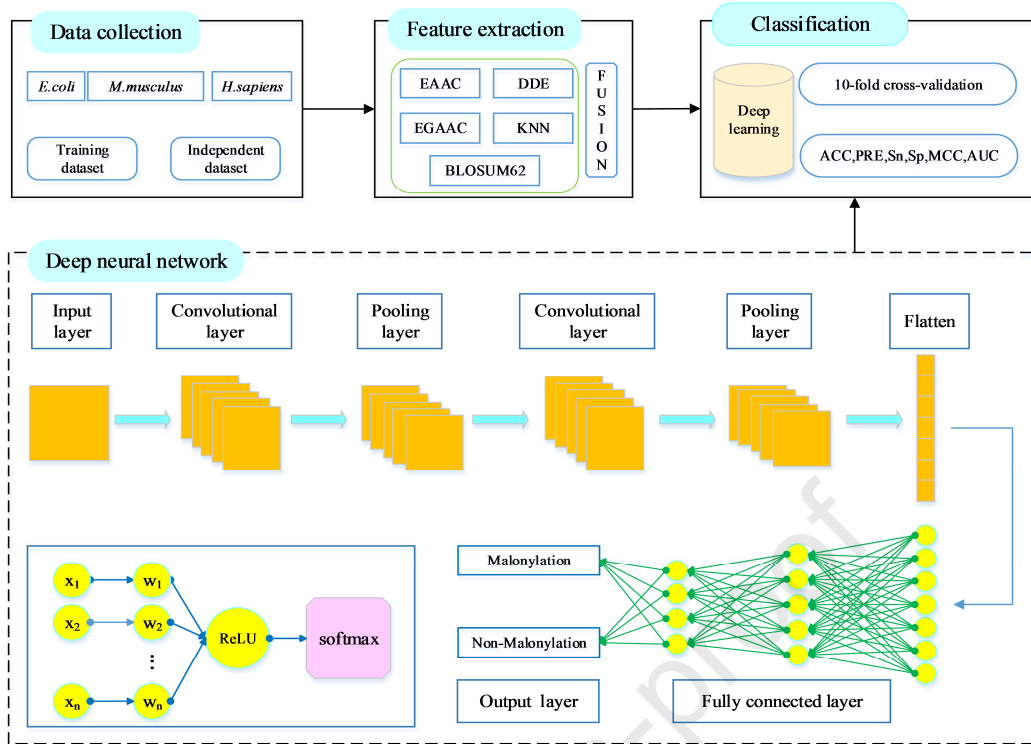 Data collection
E.coli
M.musculus
H.sapiens
Training
dataset
Independent
dataset
Feature extraction
EAAC
DDE
EGAAC
KNN
BLOSUM62
FUSION
Classification
Deep
learning
10-fold cross-validation
ACC,PRE,Sn,Sp,MCC,AUC
Deep neural network
Input
layer
Convolutional
layer
Pooling
layer
Convolutional
layer
Pooling
layer
Flatten
x1
w1
x2
w2
...
xn
wn
ReLU
softmax
Malonylation
Non-Malonylation
Output layer
Fully connected layer